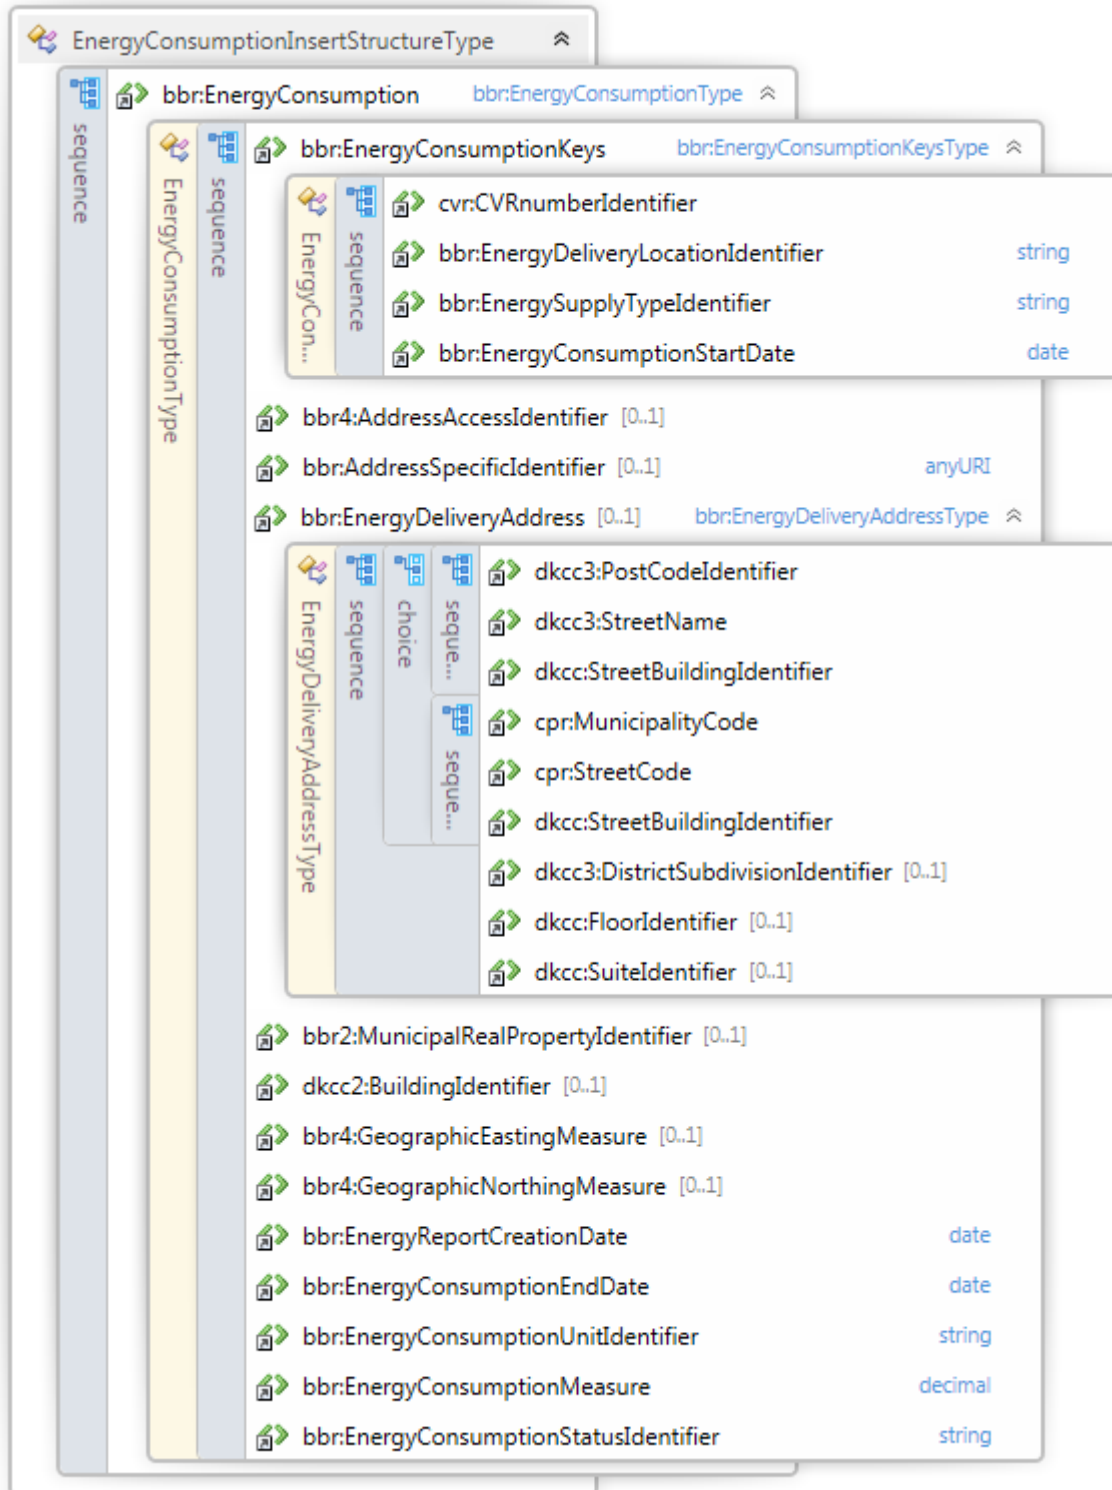 EnergyConsumptionInsertStructureType
sequence
bbr:EnergyConsumption bbr:EnergyConsumptionType
EnergyConsumptionType
sequence
bbr:EnergyConsumptionKeys bbr:EnergyConsumptionKeysType
EnergyCon...
sequence
cvr:CVRnumberIdentifier
bbr:EnergyDeliveryLocationIdentifier string
bbr:EnergySupplyTypeIdentifier string
bbr:EnergyConsumptionStartDate date
bbr4:AddressAccessIdentifier [0..1]
bbr:AddressSpecificIdentifier [0..1] anyURI
bbr:EnergyDeliveryAddress [0..1] bbr:EnergyDeliveryAddressType
EnergyDeliveryAddressType
sequence
choice
seque...
seque...
dkcc3:PostCodeIdentifier
dkcc3:StreetName
dkcc:StreetBuildingIdentifier
cpr:MunicipalityCode
cpr:StreetCode
dkcc:StreetBuildingIdentifier
dkcc3:DistrictSubdivisionIdentifier [0..1]
dkcc:FloorIdentifier [0..1]
dkcc:SuiteIdentifier [0..1]
bbr2:MunicipalRealPropertyIdentifier [0..1]
dkcc2:BuildingIdentifier [0..1]
bbr4:GeographicEastingMeasure [0..1]
bbr4:GeographicNorthingMeasure [0..1]
bbr:EnergyReportCreationDate date
bbr:EnergyConsumptionEndDate date
bbr:EnergyConsumptionUnitIdentifier string
bbr:EnergyConsumptionMeasure decimal
bbr:EnergyConsumptionStatusIdentifier string